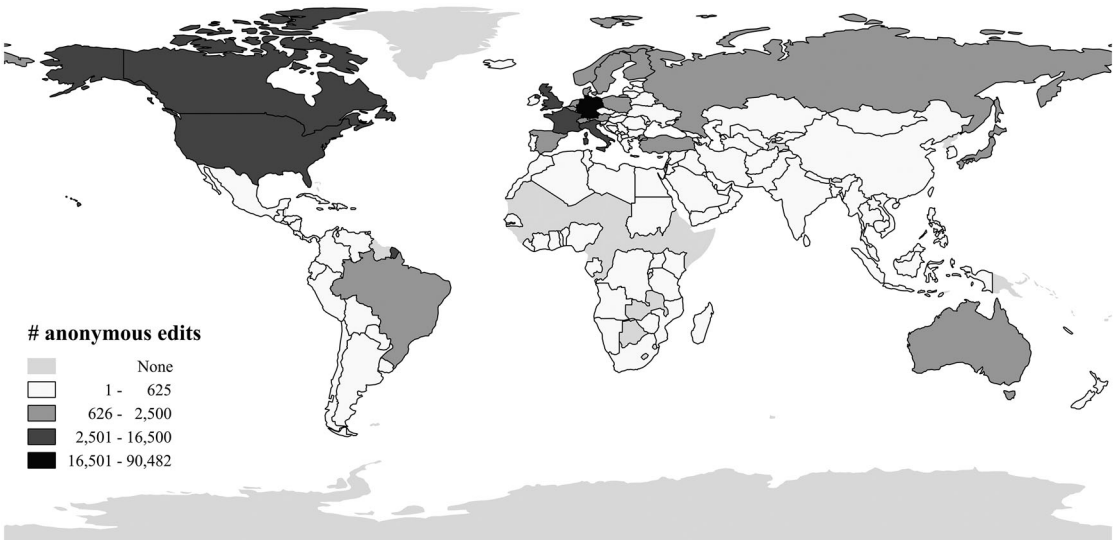 # anonymous edits
None
1 - 625
626 - 2,500
2,501 - 16,500
16,501 - 90,482